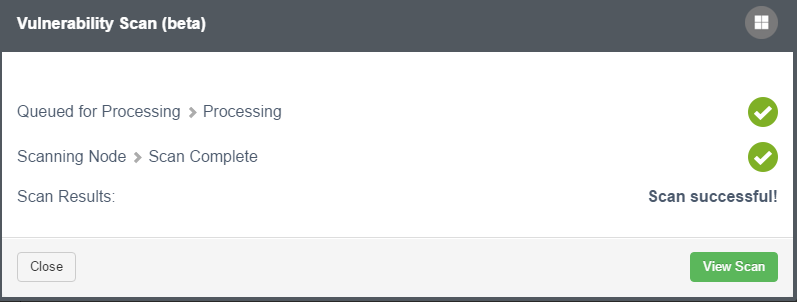 Vulnerability Scan (beta)
Queued for Processing > Processing
Scanning Node > Scan Complete
Scan Results: Scan successful!
Close View Scan